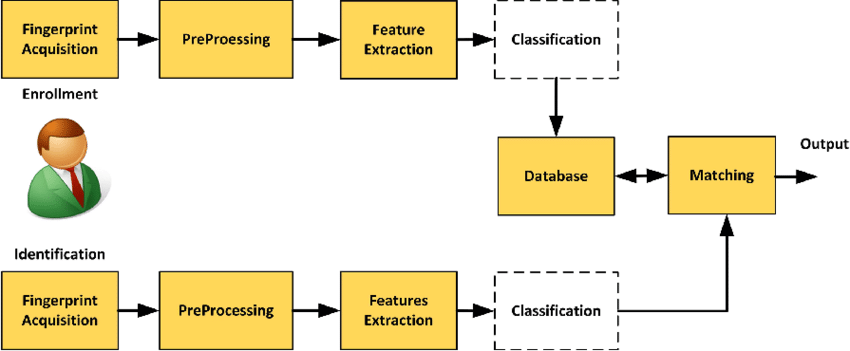 Fingerprint
Acquisition
PreProessing
Feature
Extraction
Classification
Enrollment
Database
Matching
Output
Identification
Fingerprint
Acquisition
PreProcessing
Features
Extraction
Classification